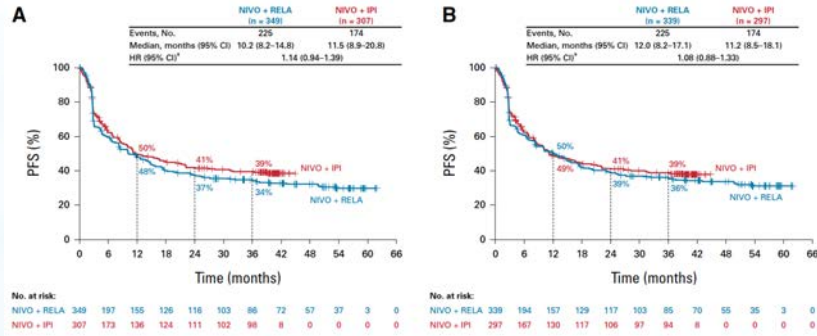 A
NIVO + RELA (n = 349) NIVO + IPI (n = 307)
Events, No. 225 174
Median, months (95% CI) 10.2 (8.2–14.8) 11.5 (8.9–20.8)
HR (95% CI)* 1.14 (0.94–1.39)
PFS (%)
100
80
60
40
20
0
50%
48%
41%
37%
39%
34%
NIVO + IPI
NIVO + RELA
0 6 12 18 24 30 36 42 48 54 60 66
Time (months)
No. at risk:
NIVO + RELA 349 197 155 126 116 103 86 72 57 37 3 0
NIVO + IPI 307 173 136 124 111 102 98 8 0 0 0 0
B
NIVO + RELA (n = 339) NIVO + IPI (n = 297)
Events, No. 225 174
Median, months (95% CI) 12.0 (8.2–17.1) 11.2 (8.5–18.1)
HR (95% CI)* 1.08 (0.88–1.33)
PFS (%)
100
80
60
40
20
0
50%
49%
41%
39%
39%
36%
NIVO + IPI
NIVO + RELA
0 6 12 18 24 30 36 42 48 54 60 66
Time (months)
No. at risk:
NIVO + RELA 339 194 157 129 117 103 85 70 55 35 3 0
NIVO + IPI 297 167 130 117 106 97 94 8 0 0 0 0